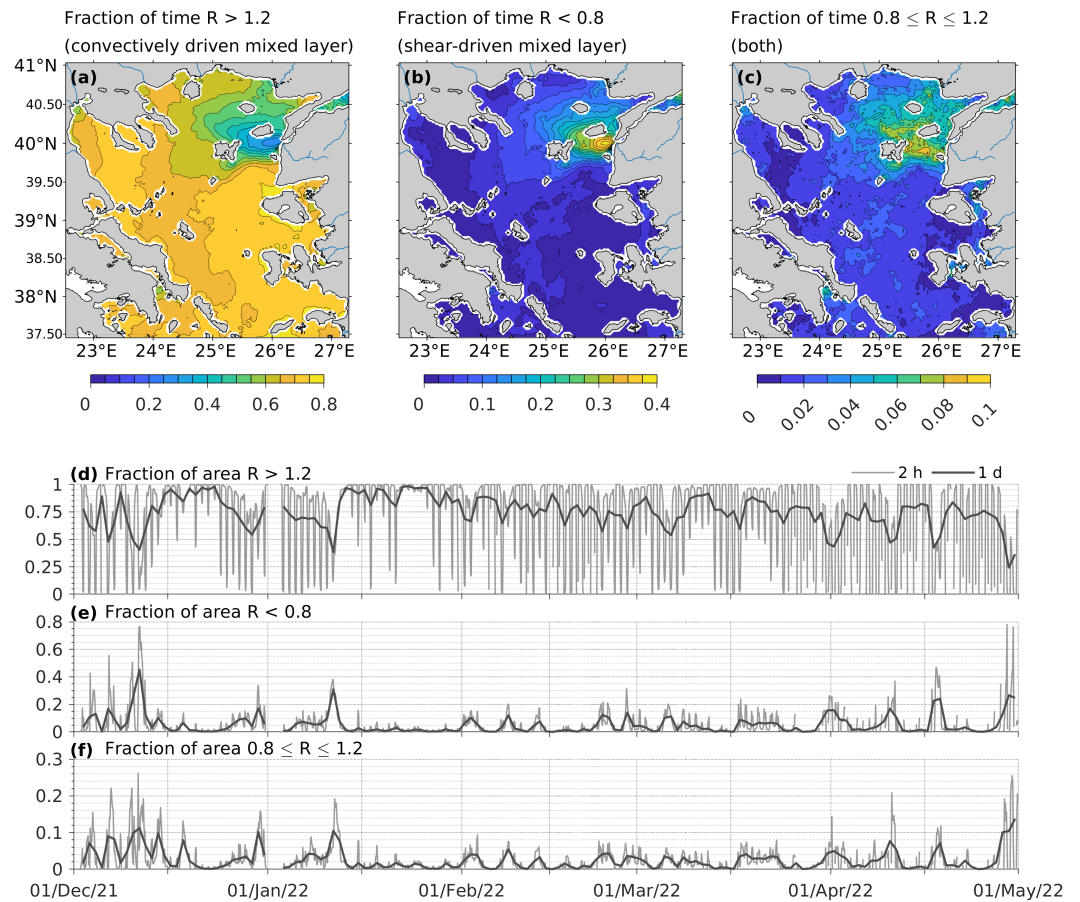 Fraction of time R > 1.2
(convectively driven mixed layer)
Fraction of time R < 0.8
(shear-driven mixed layer)
Fraction of time 0.8 ≤ R ≤ 1.2
(both)
41°N
40.50
40°N
39.50
39°N
38.50
38°N
37.50
(a)
(b)
(c)
23°E 24°E 25°E 26°E 27°E
23°E 24°E 25°E 26°E 27°E
23°E 24°E 25°E 26°E 27°E
0 0.2 0.4 0.6 0.8
0 0.1 0.2 0.3 0.4
0 0.02 0.04 0.06 0.08 0.1
(d) Fraction of area R > 1.2
2 h 1 d
1
0.75
0.5
0.25
0
(e) Fraction of area R < 0.8
0.8
0.6
0.4
0.2
0
(f) Fraction of area 0.8 ≤ R ≤ 1.2
0.3
0.2
0.1
0
01/Dec/21 01/Jan/22 01/Feb/22 01/Mar/22 01/Apr/22 01/May/22